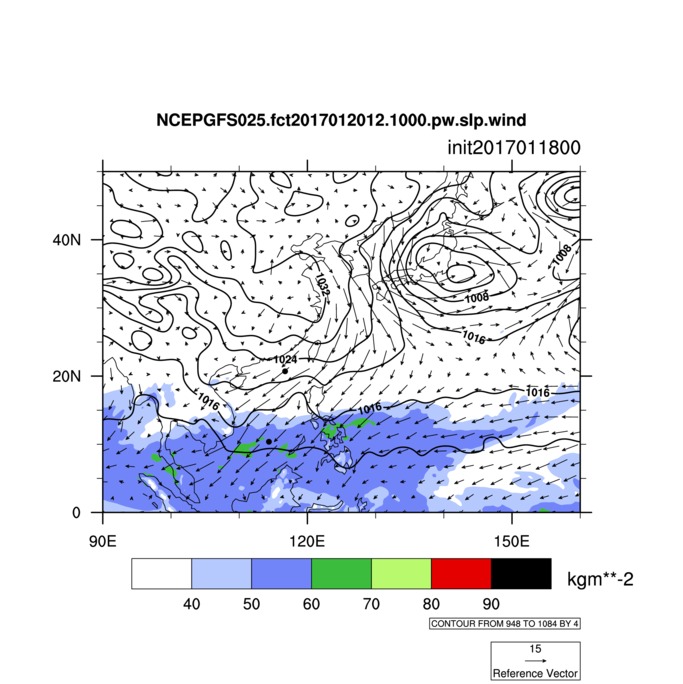 NCEPGFS025.fct2017012012.1000.pw.slp.wind
init2017011800
40N
20N
0
1032
1008
1008
1016
1024
1016
1016
1016
90E 120E 150E
40 50 60 70 80 90
kgm**-2
CONTOUR FROM 948 TO 1084 BY 4
15
Reference Vector